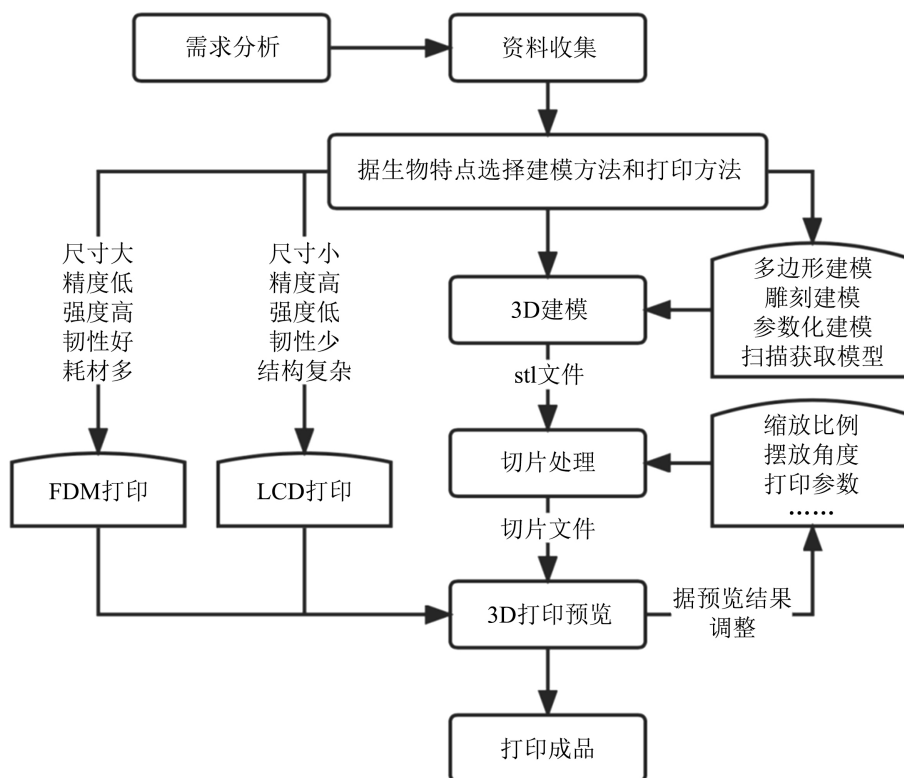 需求分析
资料收集
据生物特点选择建模方法和打印方法
尺寸大
精度低
强度高
韧性好
耗材多
尺寸小
精度高
强度低
韧性少
结构复杂
3D建模
多边形建模
雕刻建模
参数化建模
扫描获取模型
stl文件
FDM打印
LCD打印
切片处理
缩放比例
摆放角度
打印参数
……
切片文件
3D打印预览
据预览结果
调整
打印成品